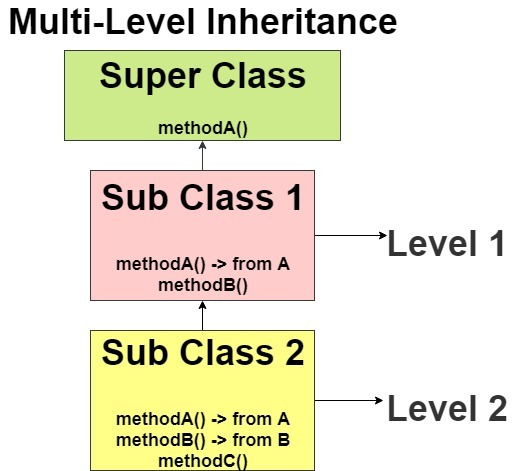 Multi-Level Inheritance
Super Class
methodA()
Sub Class 1
methodA() -> from A
methodB()
Level 1
Sub Class 2
methodA() -> from A
methodB() -> from B
methodC()
Level 2